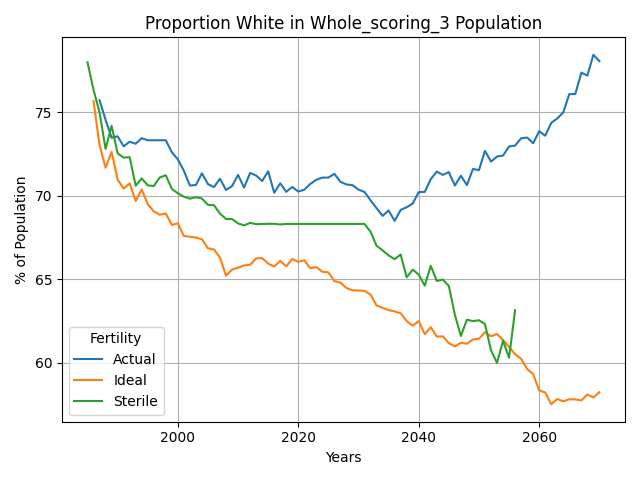 Proportion White in Whole_scoring_3 Population
% of Population
75
70
65
60
Fertility
Actual
Ideal
Sterile
2000 2020 2040 2060
Years